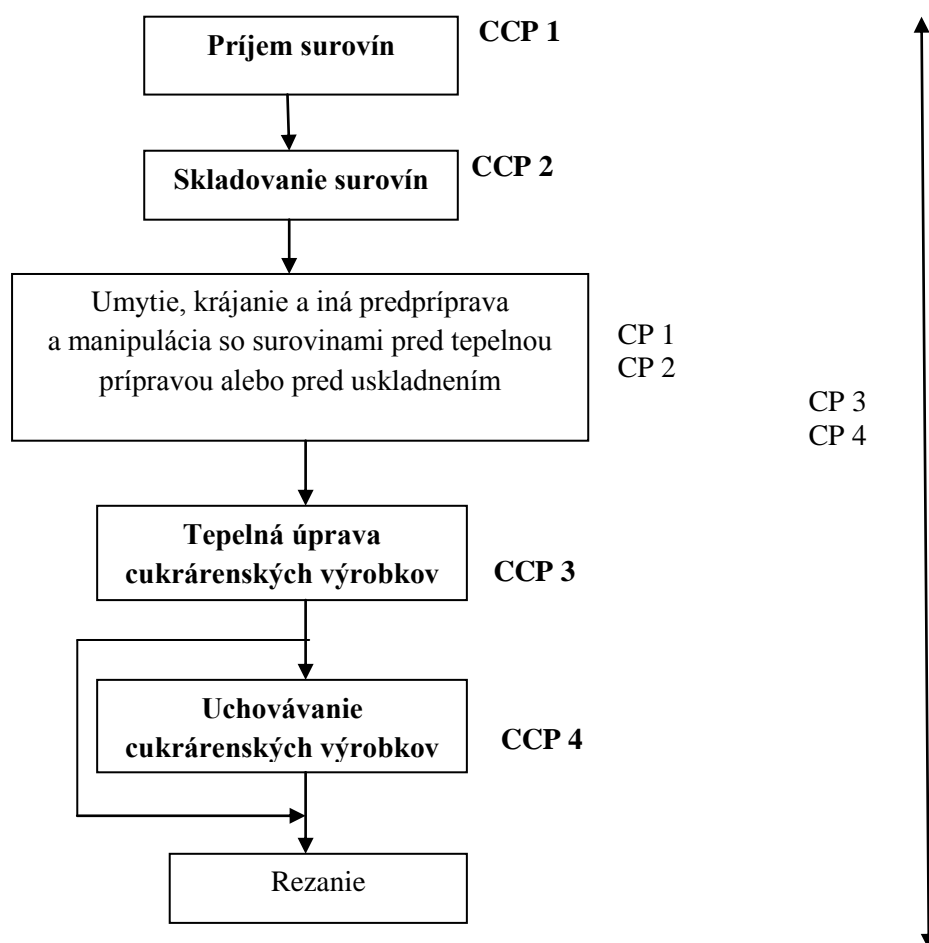 Príjem surovín
CCP 1
Skladovanie surovín
CCP 2
Umytie, krájanie a iná predpríprava
a manipulácia so surovinami pred tepelnou
prípravou alebo pred uskladnením
CP 1
CP 2
CP 3
CP 4
Tepelná úprava
cukrárenských výrobkov
CCP 3
Uchovávanie
cukrárenských výrobkov
CCP 4
Rezanie